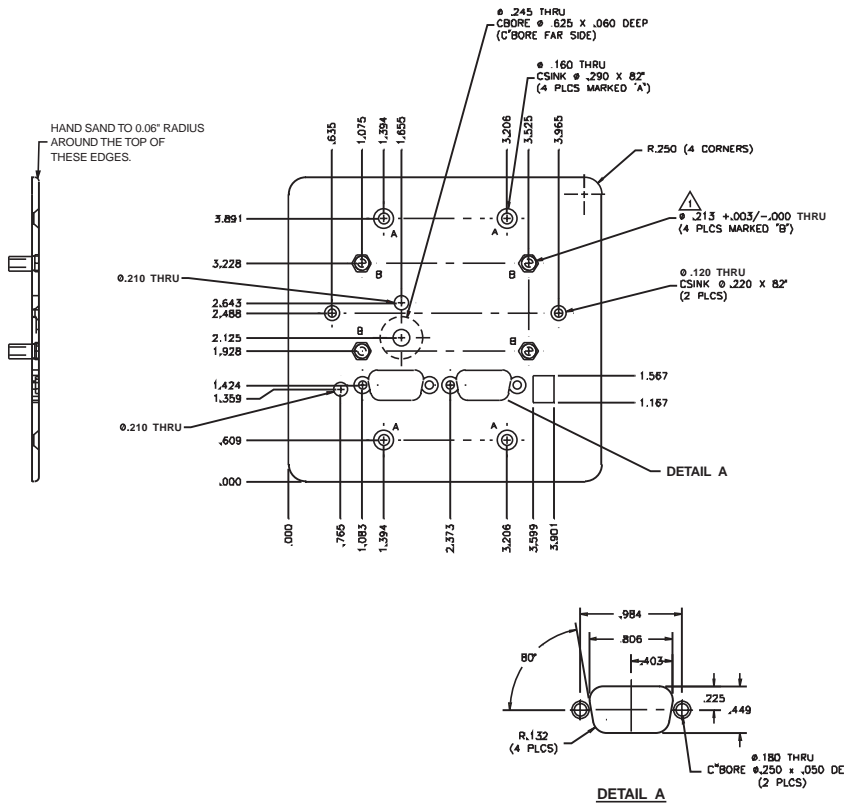 ø .245 THRU
CBORE ø .625 X .060 DEEP
(C'BORE FAR SIDE)
ø .160 THRU
CSINK ø .290 X 82°
(4 PLCS MARKED 'A')
HAND SAND TO 0.06" RADIUS
AROUND THE TOP OF
THESE EDGES.
.635
1.075
1.394
1.655
3.206
3.525
3.965
R.250 (4 CORNERS)
3.891
A
A
1
ø .213 +.003/-.000 THRU
(4 PLCS MARKED 'B')
3.228
B
B
Ø.210 THRU
Ø .120 THRU
CSINK Ø .220 X 82°
(2 PLCS)
2.643
2.488
2.125
B
B
1.928
1.424
1.359
1.567
1.167
Ø.210 THRU
A
A
.609
DETAIL A
.000
.000
.765
1.083
1.394
2.373
3.206
3.599
3.901
.984
.806
.403
80°
.225
.449
R.132
(4 PLCS)
ø.180 THRU
C"BORE ø.250 x .050 DE
(2 PLCS)
DETAIL A